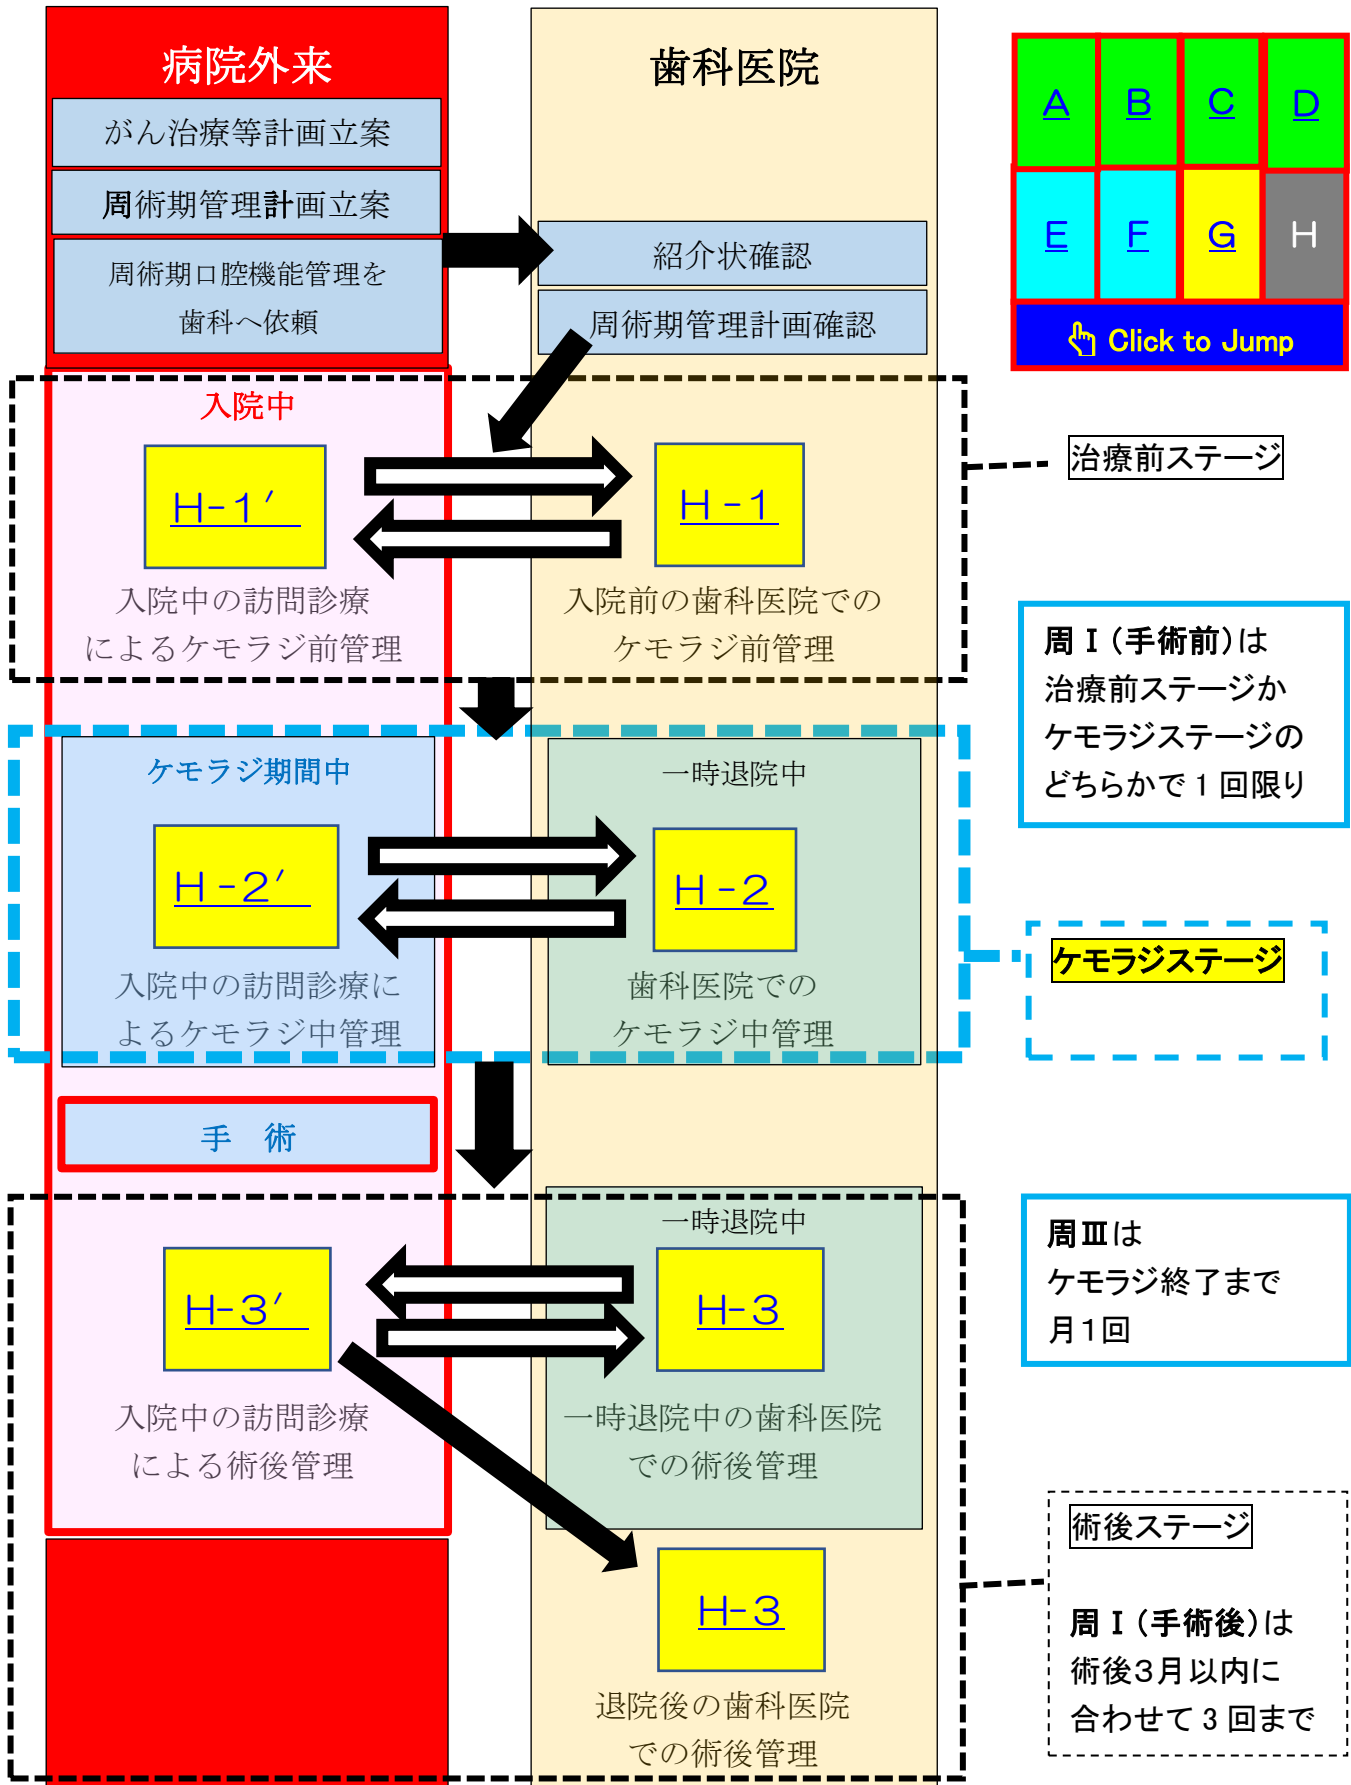 病院外来
がん治療等計画立案
周術期管理計画立案
周術期口腔機能管理を
歯科へ依頼
歯科医院
紹介状確認
周術期管理計画確認
A B C D
E F G H
Click to Jump
入院中
H-1′
入院中の訪問診療
によるケモラジ前管理
H-1
入院前の歯科医院での
ケモラジ前管理
治療前ステージ
周Ⅰ(手術前)は
治療前ステージか
ケモラジステージの
どちらかで1回限り
ケモラジ期間中
H-2′
入院中の訪問診療に
よるケモラジ中管理
一時退院中
H-2
歯科医院での
ケモラジ中管理
ケモラジステージ
手 術
H-3′
入院中の訪問診療
による術後管理
一時退院中
H-3
一時退院中の歯科医院
での術後管理
周Ⅲは
ケモラジ終了まで
月1回
H-3
退院後の歯科医院
での術後管理
術後ステージ
周Ⅰ(手術後)は
術後3月以内に
合わせて3回まで